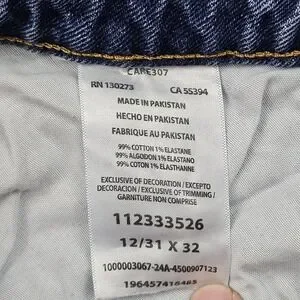 CARE307
RN 130273 CA 55394
MADE IN PAKISTAN
HECHO EN PAKISTAN
FABRIQUE AU PAKISTAN
99% COTTON 1% ELASTANE
99% ALGODON 1% ELASTANO
99% COTON 1% ELASTHANNE
EXCLUSIVE OF DECORATION / EXCEPTO
DECORACION / EXCLUSIVE OF TRIMMING /
GARNITURE NON COMPRISE
112333526
12/31 X 32
1000003067-24A-4500907123
196457416485